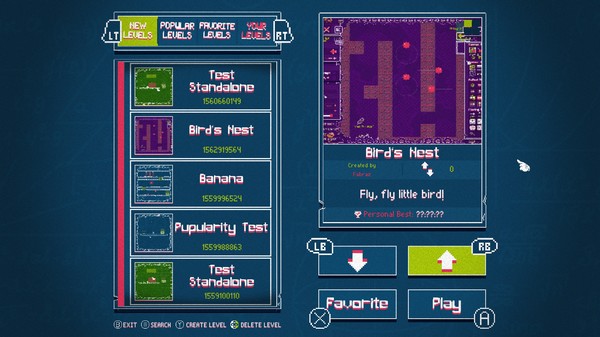 LT
NEW LEVELS
POPULAR LEVELS
FAVORITE LEVELS
YOUR LEVELS
RT
Test Standalone
1560660149
Bird's Nest
1562919564
Banana
1559996524
Pupularity Test
1559988863
Test Standalone
1559100110
EXIT
SEARCH
Y CREATE LEVEL
DELETE LEVEL
Bird's Nest
Created by
0
Fly, fly little bird!
Personal Best: ??:??:??
LB
RB
Favorite
Play
X
A